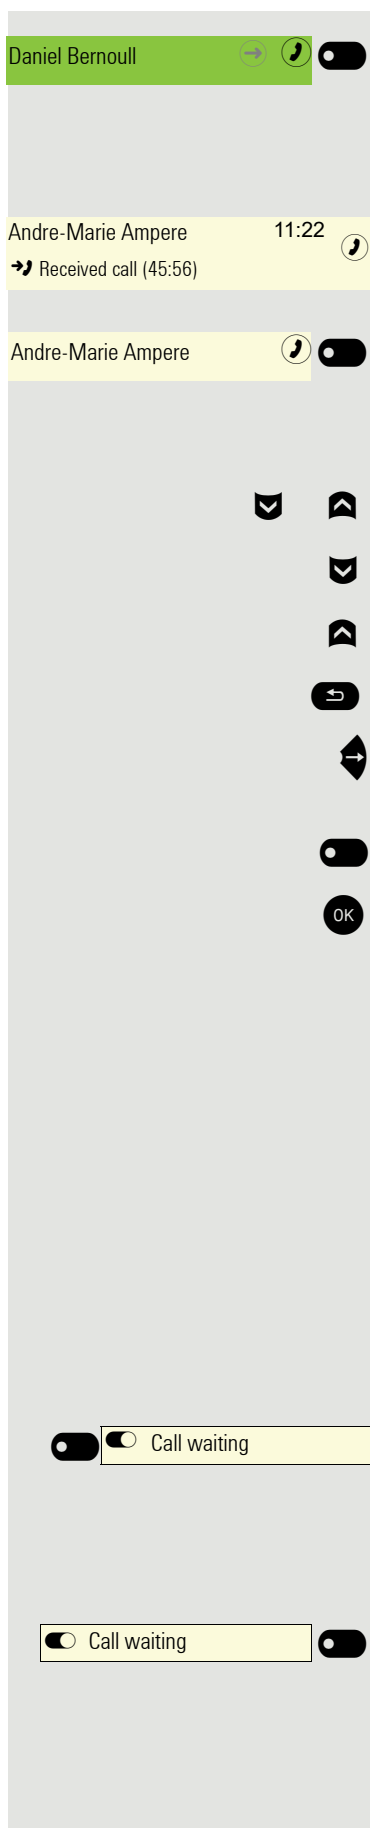 Daniel Bernoull
Andre-Marie Ampere 11:22
Received call (45:56)
Andre-Marie Ampere
OK
Call waiting
Call waiting